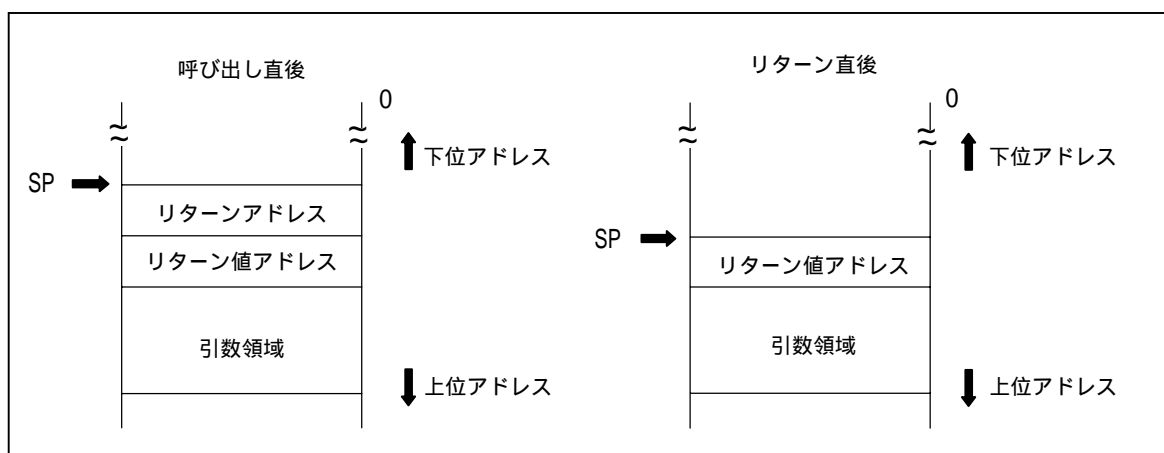 呼び出し直後
0
下位アドレス
SP
リターンアドレス
リターン値アドレス
引数領域
上位アドレス
リターン直後
0
下位アドレス
SP
リターン値アドレス
引数領域
上位アドレス